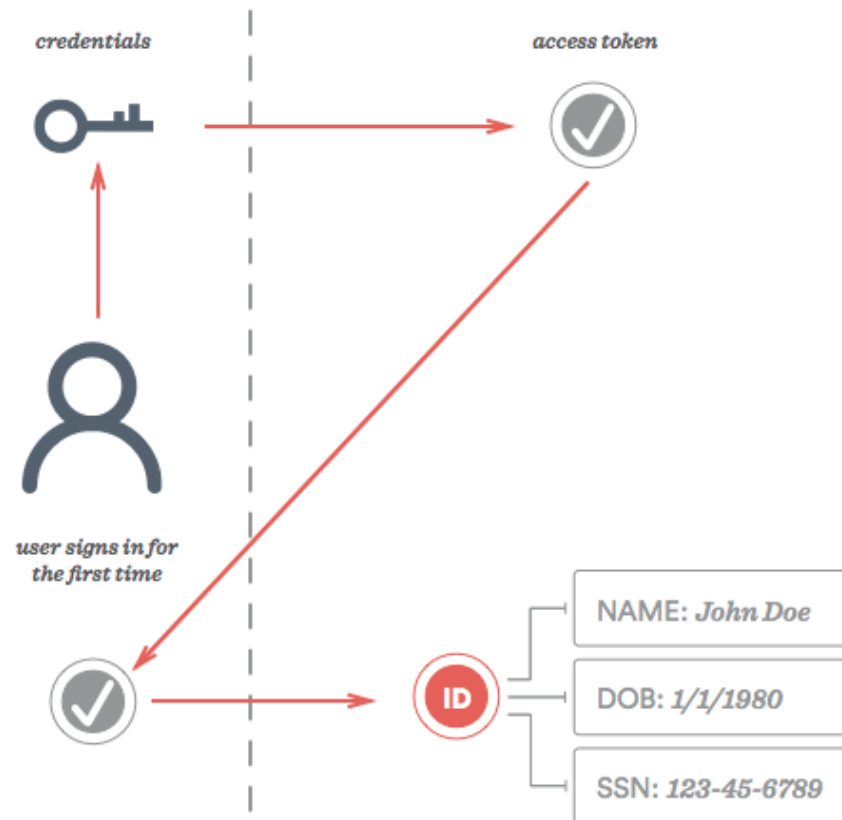 credentials
access token
user signs in for
the first time
ID
NAME: John Doe
DOB: 1/1/1980
SSN: 123-45-6789